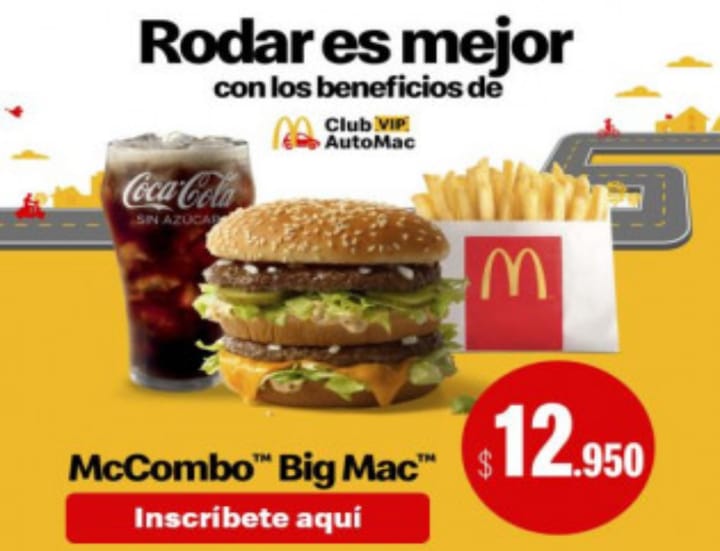 Rodar es mejor
con los beneficios de
Club VIP
AutoMac
Coca-Cola
SIN AZÚCAR
McCombo™ Big Mac™
$12.950
Inscríbete aquí